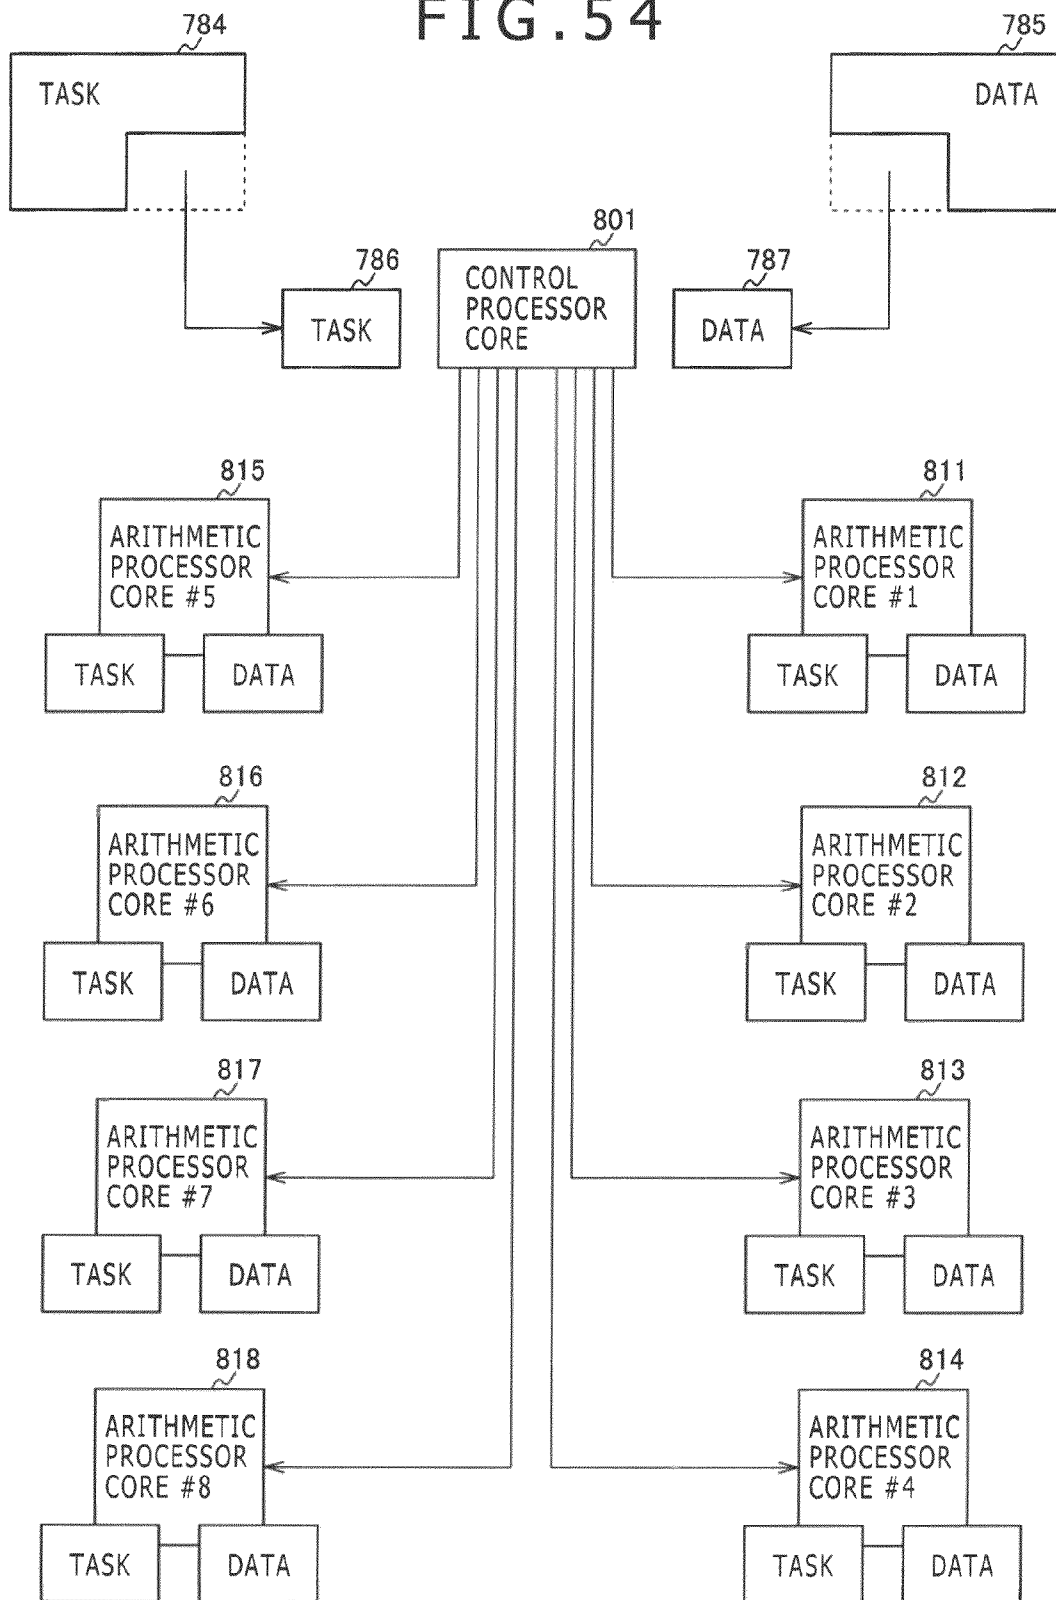 FIG.54
784
785
TASK
DATA
801
786
787
CONTROL
PROCESSOR
CORE
TASK
DATA
815
811
ARITHMETIC
PROCESSOR
CORE #5
ARITHMETIC
PROCESSOR
CORE #1
TASK
DATA
TASK
DATA
816
812
ARITHMETIC
PROCESSOR
CORE #6
ARITHMETIC
PROCESSOR
CORE #2
TASK
DATA
TASK
DATA
817
813
ARITHMETIC
PROCESSOR
CORE #7
ARITHMETIC
PROCESSOR
CORE #3
TASK
DATA
TASK
DATA
818
814
ARITHMETIC
PROCESSOR
CORE #8
ARITHMETIC
PROCESSOR
CORE #4
TASK
DATA
TASK
DATA